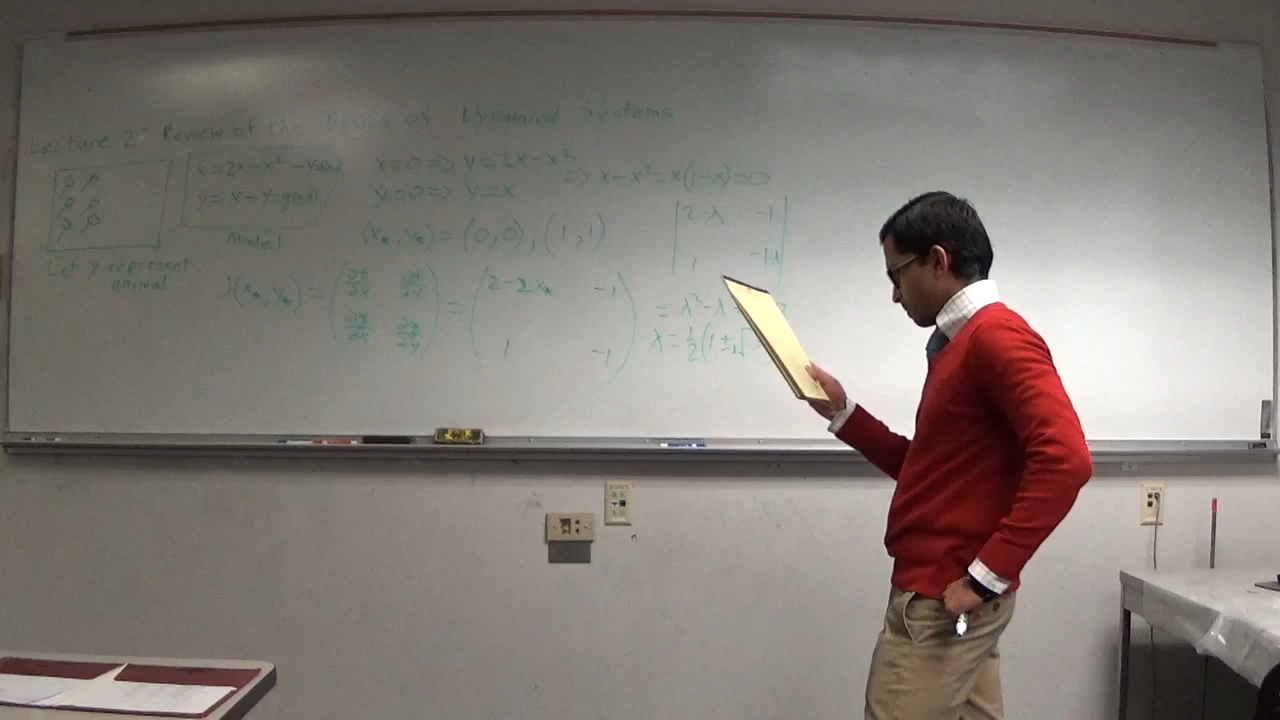 Lecture 2: Review of the basics of Dynamical Systems
ẋ = 2x - x² - y = f(x,y)
ẏ = x - y = g(x,y)
Model
Let y represent
animal
ẋ=0 => y = 2x - x²
ẏ=0 => y = x
=> x - x² = x(1-x) = 0
(x*, y*) = (0,0), (1,1)
J(x*, y*) = (∂f/∂x ∂f/∂y ∂g/∂x ∂g/∂y) = (2-2x* -1 1 -1)
|2-λ -1
1 -1-λ|
= λ² - λ
λ = 1/2(1 ± i√